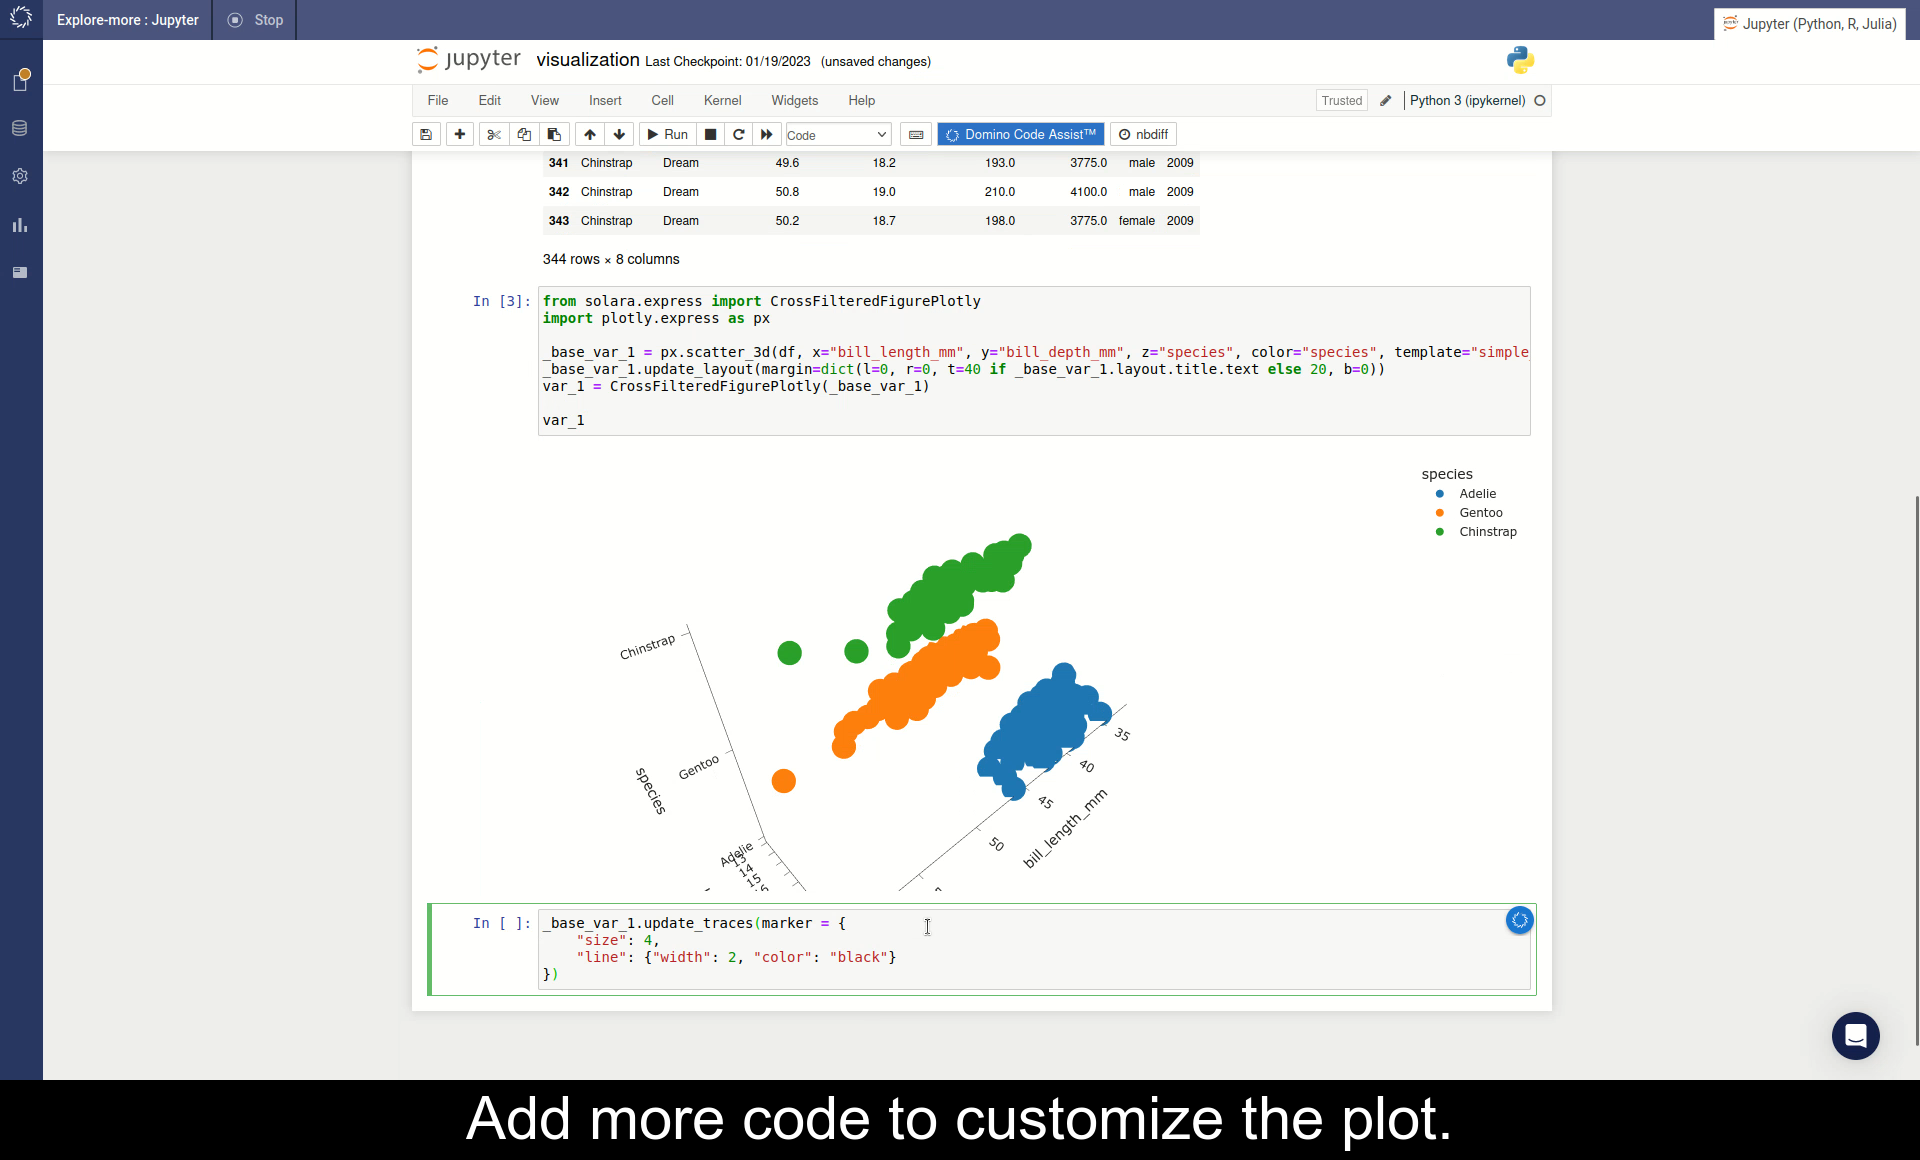 Explore-more : Jupyter
Stop
Jupyter (Python, R, Julia)
jupyter visualization Last Checkpoint: 01/19/2023 (unsaved changes)
File Edit View Insert Cell Kernel Widgets Help
Trusted Python 3 (ipykernel)
Run Code Domino Code Assist™ nbdiff
341 Chinstrap Dream 49.6 18.2 193.0 3775.0 male 2009
342 Chinstrap Dream 50.8 19.0 210.0 4100.0 male 2009
343 Chinstrap Dream 50.2 18.7 198.0 3775.0 female 2009
344 rows × 8 columns
In [3]:
from solara.express import CrossFilteredFigurePlotly
import plotly.express as px
_base_var_1 = px.scatter_3d(df, x="bill_length_mm", y="bill_depth_mm", z="species", color="species", template="simple_
_base_var_1.update_layout(margin=dict(l=0, r=0, t=40 if _base_var_1.layout.title.text else 20, b=0))
var_1 = CrossFilteredFigurePlotly(_base_var_1)
var_1
species
Adelie
Gentoo
Chinstrap
Chinstrap
Gentoo
Adelie
species
13
14
15
35
40
45
50
bill_length_mm
In [ ]:
_base_var_1.update_traces(marker = {
"size": 4,
"line": {"width": 2, "color": "black"}
})
Add more code to customize the plot.